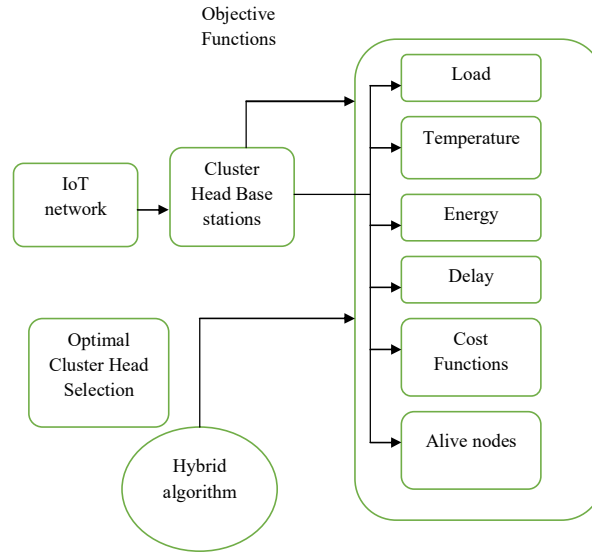 Objective
Functions
Load
Temperature
IoT
network
Cluster
Head Base
stations
Energy
Delay
Optimal
Cluster Head
Selection
Cost
Functions
Hybrid
algorithm
Alive nodes